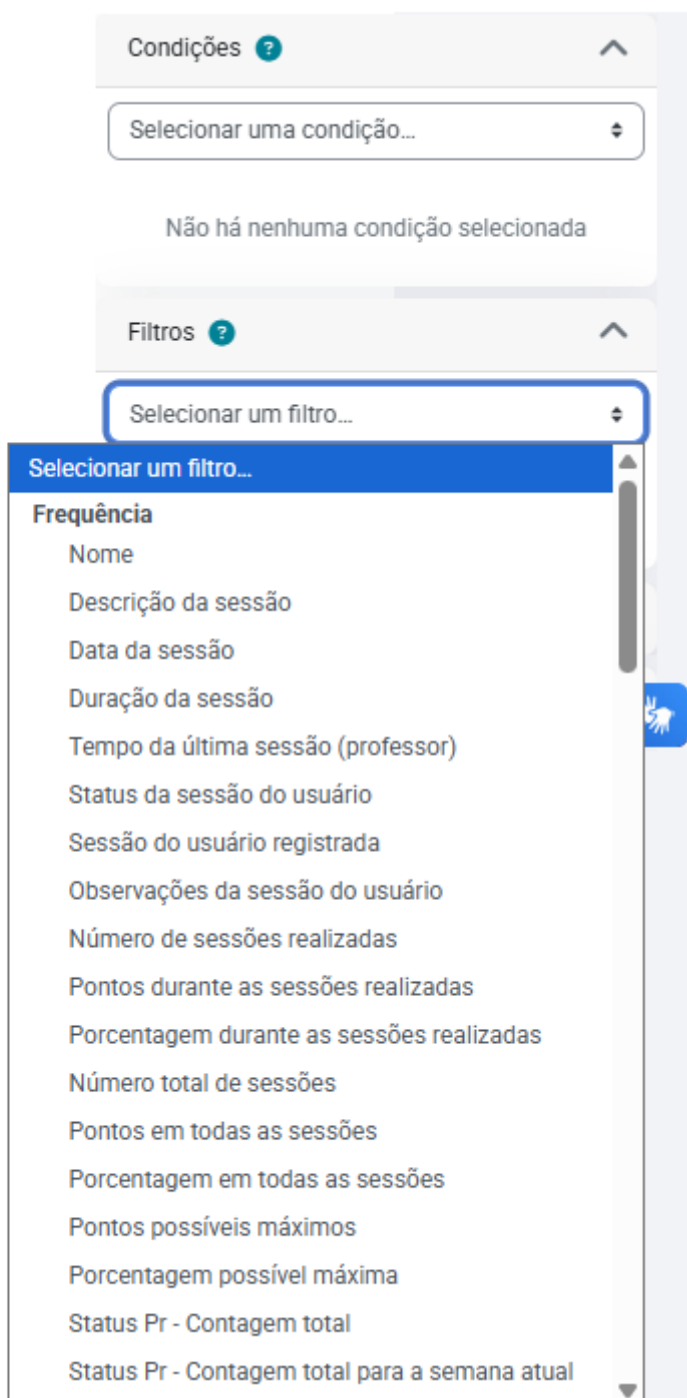 Condições ?
Selecionar uma condição...
Não há nenhuma condição selecionada
Filtros ?
Selecionar um filtro...
Selecionar um filtro...
Frequência
Nome
Descrição da sessão
Data da sessão
Duração da sessão
Tempo da última sessão (professor)
Status da sessão do usuário
Sessão do usuário registrada
Observações da sessão do usuário
Número de sessões realizadas
Pontos durante as sessões realizadas
Porcentagem durante as sessões realizadas
Número total de sessões
Pontos em todas as sessões
Porcentagem em todas as sessões
Pontos possíveis máximos
Porcentagem possível máxima
Status Pr - Contagem total
Status Pr - Contagem total para a semana atual